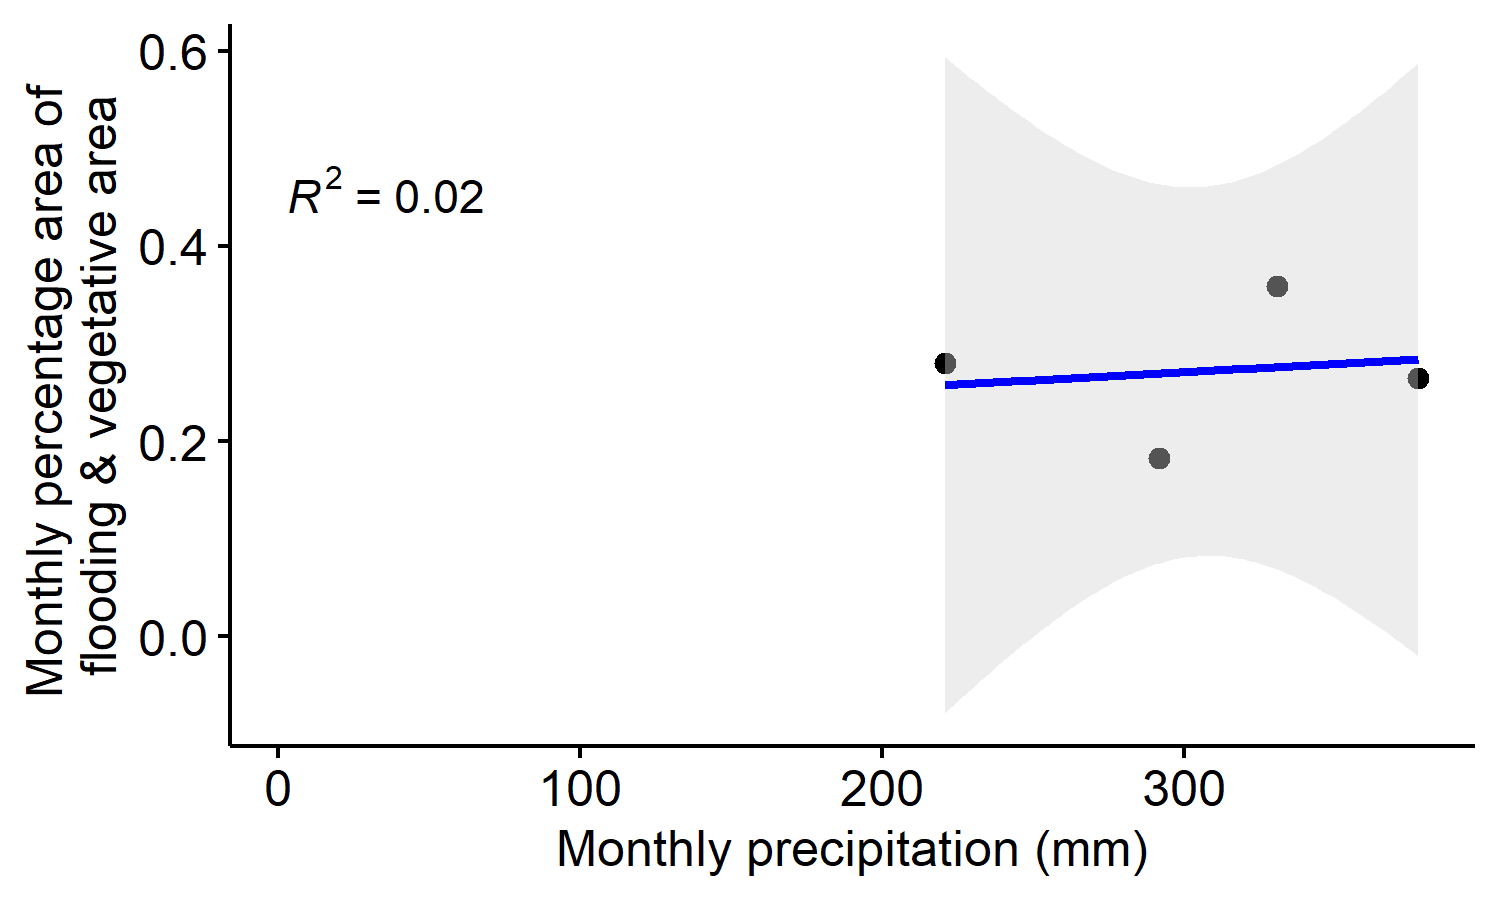 Monthly percentage area of
flooding & vegetative area
0.6
0.4
0.2
0.0
R² = 0.02
0
100
200
300
Monthly precipitation (mm)